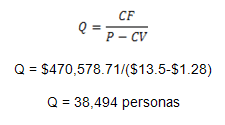 Q = CF / P − CV
Q = $470,578.71/($13.5-$1.28)
Q = 38,494 personas